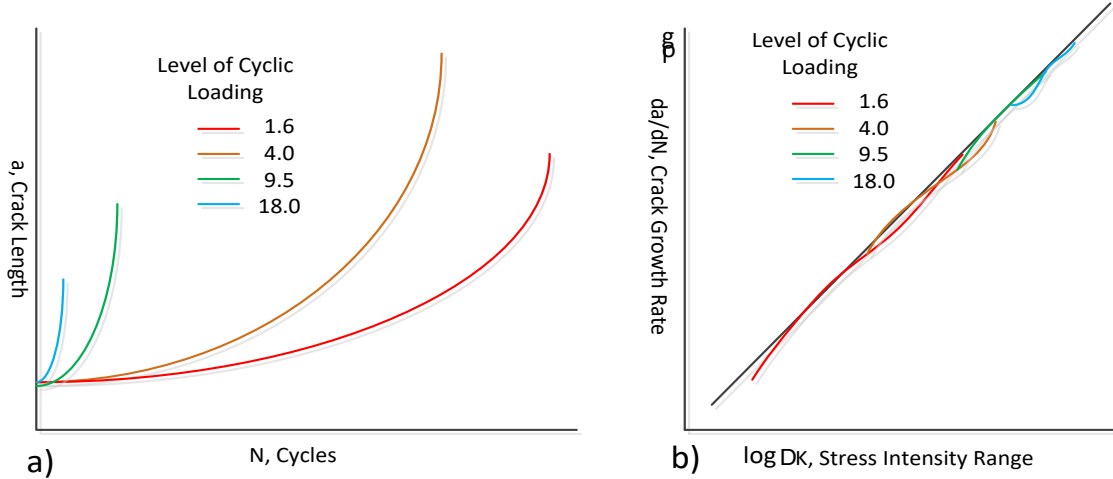 Level of Cyclic
Loading
1.6
4.0
9.5
18.0
a, Crack Length
N, Cycles
a)
Level of Cyclic
Loading
1.6
4.0
9.5
18.0
da/dN, Crack Growth Rate
log DK, Stress Intensity Range
b)